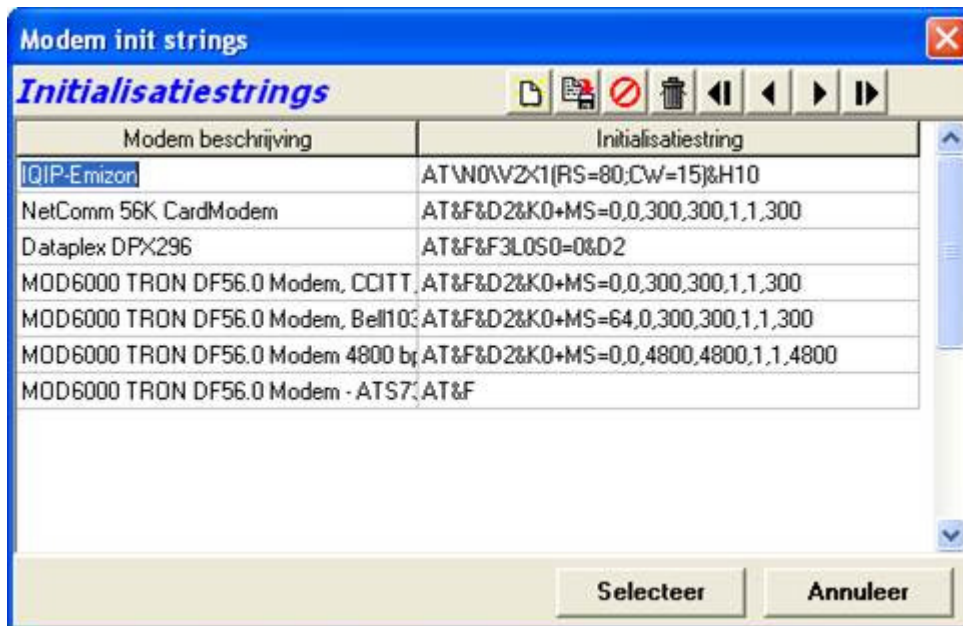 Modem init strings
Initialisatiestrings
Modem beschrijving Initialisatiestring
IQIP-Emizon AT\N0\V2X1(RS=80;CW=15)&H10
NetComm 56K CardModem AT&F&D2&K0+MS=0,0,300,300,1,1,300
Dataplex DPX296 AT&F&F3L0S0=0&D2
MOD6000 TRON DF56.0 Modem, CCITT, AT&F&D2&K0+MS=0,0,300,300,1,1,300
MOD6000 TRON DF56.0 Modem, Bell103 AT&F&D2&K0+MS=64,0,300,300,1,1,300
MOD6000 TRON DF56.0 Modem 4800 bp AT&F&D2&K0+MS=0,0,4800,4800,1,1,4800
MOD6000 TRON DF56.0 Modem - ATS73 AT&F
Selecteer Annuleer